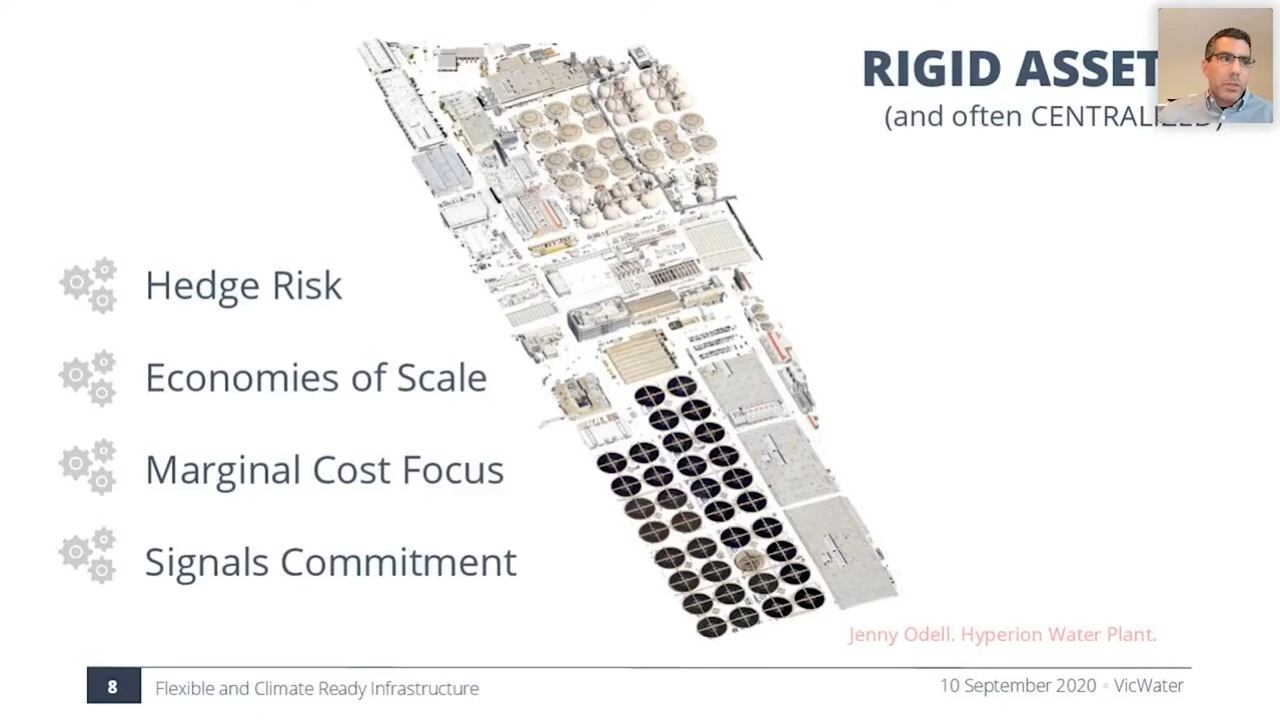 RIGID ASSET
(and often CENTRALIZED)
Hedge Risk
Economies of Scale
Marginal Cost Focus
Signals Commitment
Jenny Odell. Hyperion Water Plant.
8 Flexible and Climate Ready Infrastructure
10 September 2020 ▫ VicWater